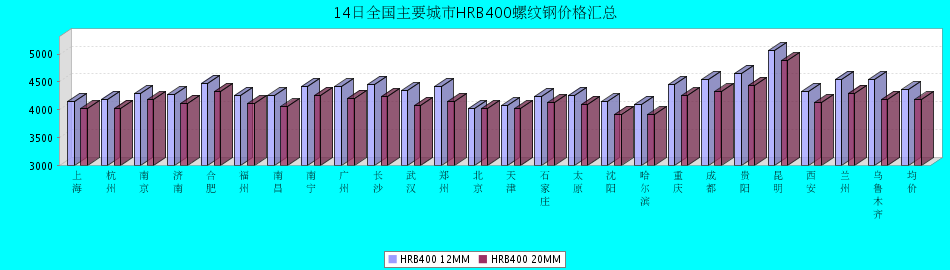 14日全国主要城市HRB400螺纹钢价格汇总
5000
4500
4000
3500
3000
上海
杭州
南京
济南
合肥
福州
南昌
南宁
广州
长沙
武汉
郑州
北京
天津
石家庄
太原
沈阳
哈尔滨
重庆
成都
贵阳
昆明
西安
兰州
乌鲁木齐
均价
HRB400 12MM HRB400 20MM